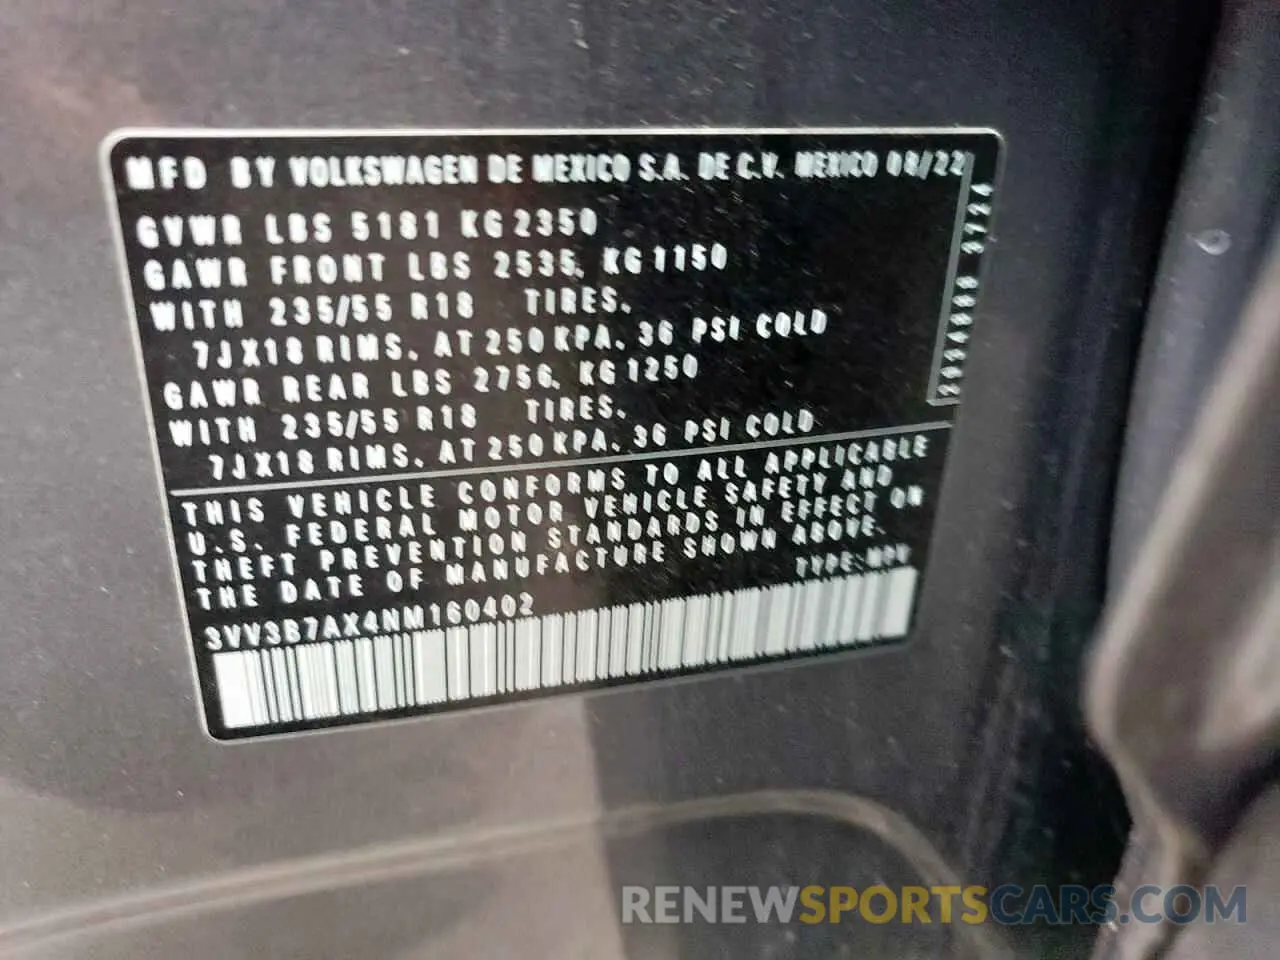 MFD BY VOLKSWAGEN DE MEXICO S.A. DE C.V. MEXICO 08/22
GVWR LBS 5181 KG 2350
GAWR FRONT LBS 2535, KG 1150
WITH 235/55 R18 TIRES.
7JX18 RIMS. AT 250 KPA. 36 PSI COLD
GAWR REAR LBS 2756, KG 1250
WITH 235/55 R18 TIRES.
7JX18 RIMS. AT 250 KPA. 36 PSI COLD
THIS VEHICLE CONFORMS TO ALL APPLICABLE
U.S. FEDERAL MOTOR VEHICLE SAFETY AND
THEFT PREVENTION STANDARDS IN EFFECT ON
THE DATE OF MANUFACTURE SHOWN ABOVE.
TYPE: MPV
3VV3B7AX4NM160402
RENEWSPORTSCARS.COM